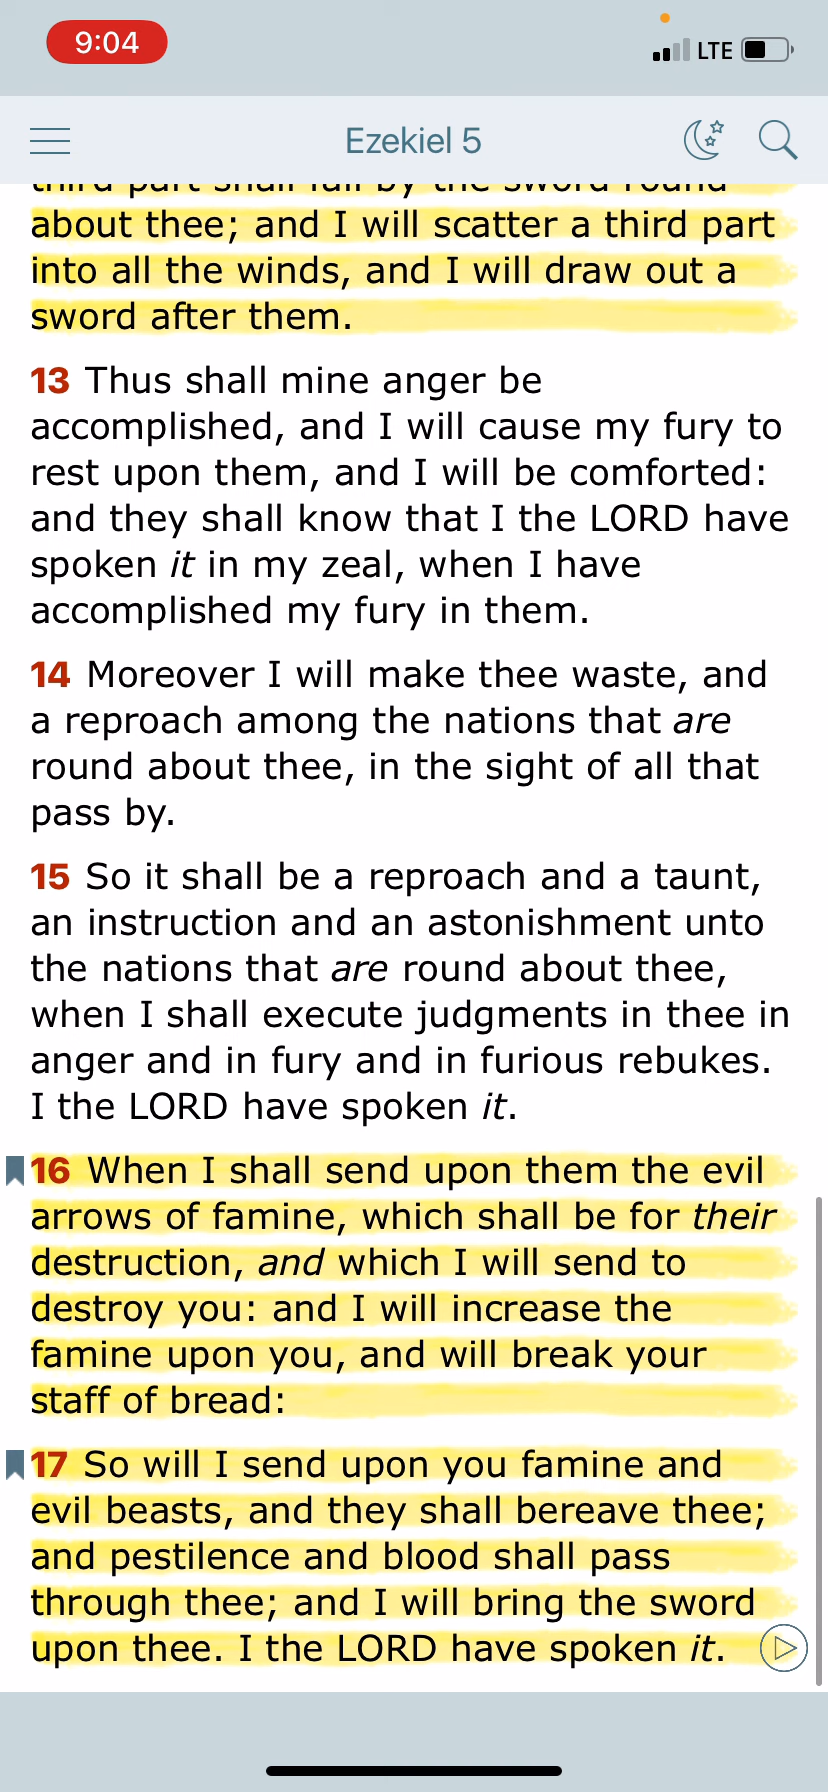 9:04
LTE
Ezekiel 5
third part shall fall by the sword round
about thee; and I will scatter a third part
into all the winds, and I will draw out a
sword after them.
13 Thus shall mine anger be
accomplished, and I will cause my fury to
rest upon them, and I will be comforted:
and they shall know that I the LORD have
spoken it in my zeal, when I have
accomplished my fury in them.
14 Moreover I will make thee waste, and
a reproach among the nations that are
round about thee, in the sight of all that
pass by.
15 So it shall be a reproach and a taunt,
an instruction and an astonishment unto
the nations that are round about thee,
when I shall execute judgments in thee in
anger and in fury and in furious rebukes.
I the LORD have spoken it.
16 When I shall send upon them the evil
arrows of famine, which shall be for their
destruction, and which I will send to
destroy you: and I will increase the
famine upon you, and will break your
staff of bread:
17 So will I send upon you famine and
evil beasts, and they shall bereave thee;
and pestilence and blood shall pass
through thee; and I will bring the sword
upon thee. I the LORD have spoken it.